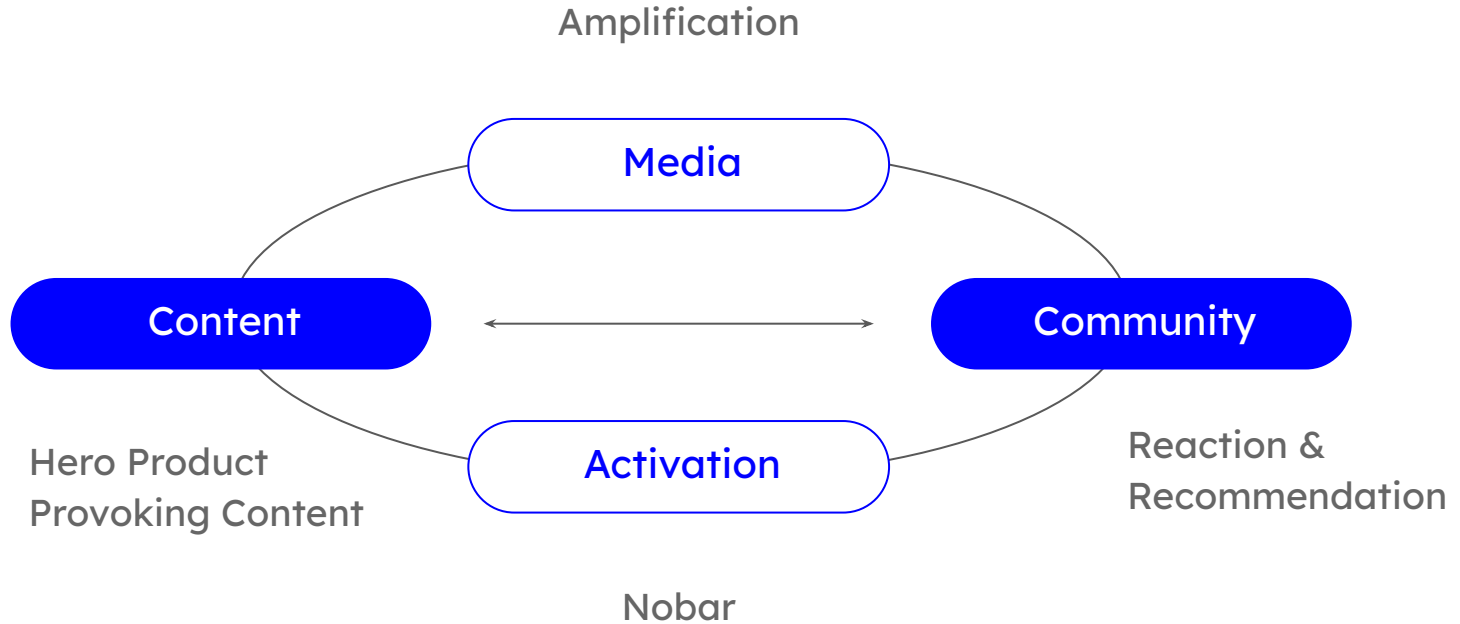 Amplification
Media
Content
Community
Activation
Hero Product
Provoking Content
Reaction &
Recommendation
Nobar